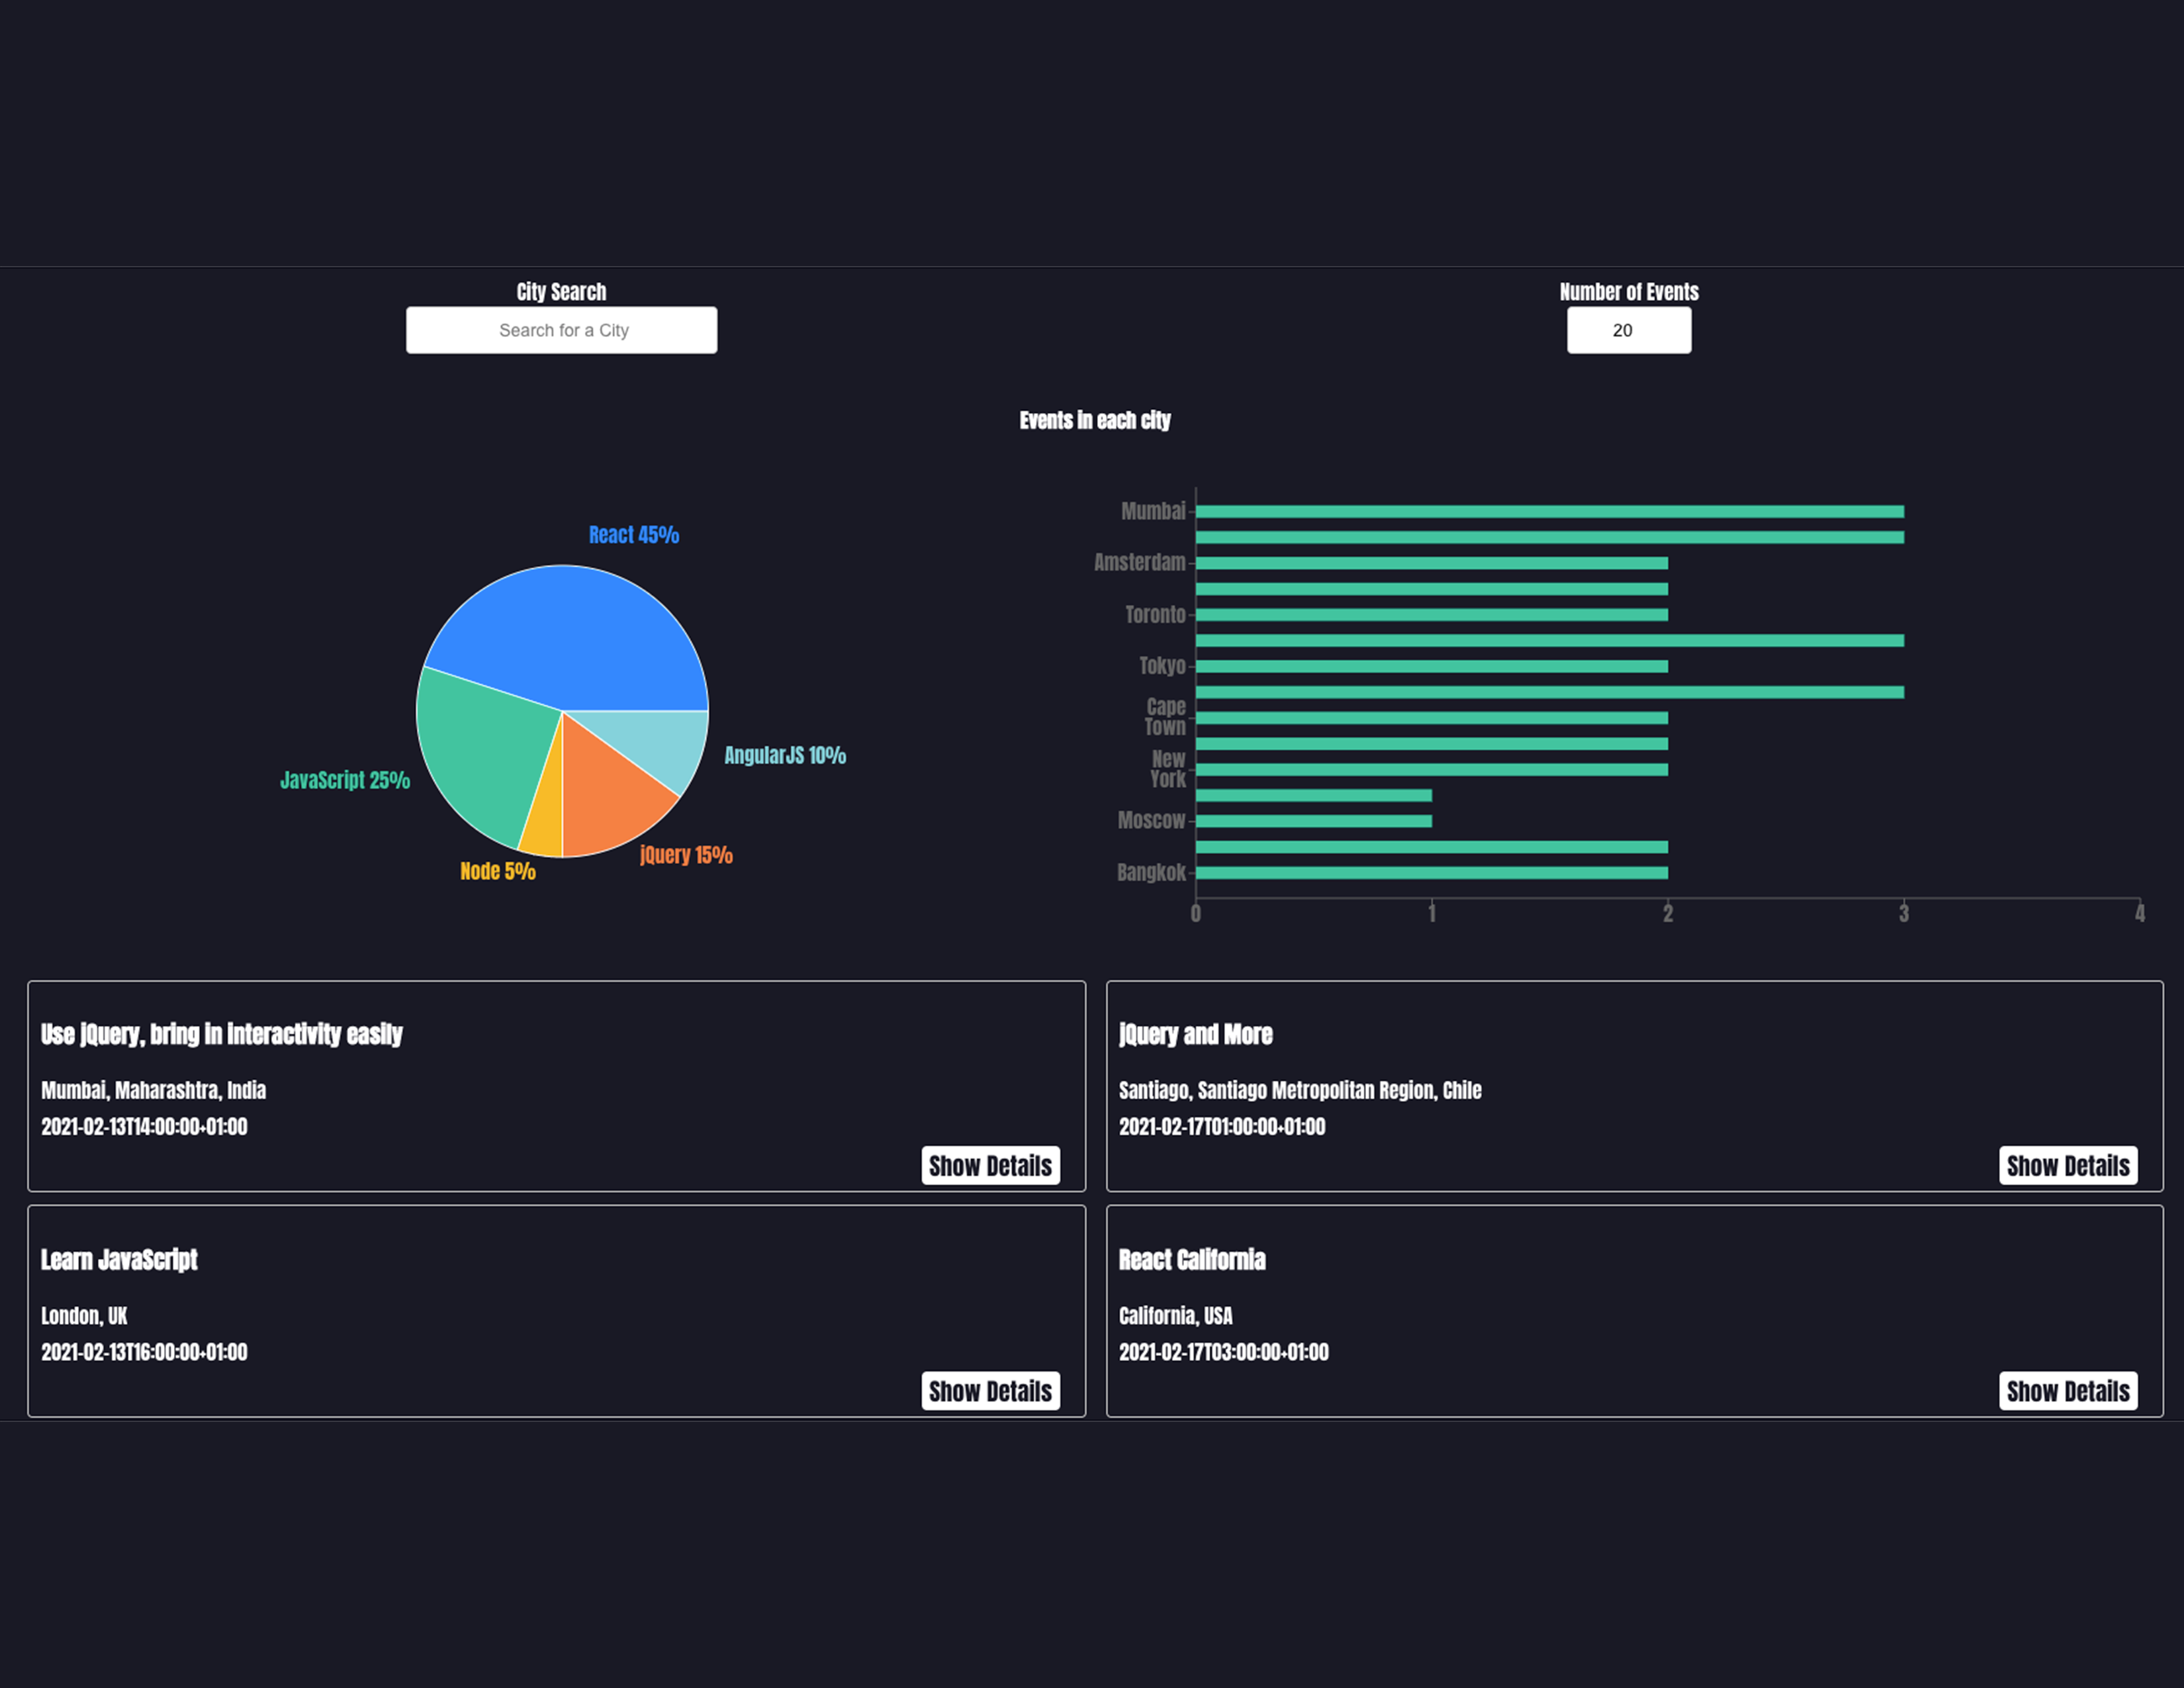 City Search
Search for a City
Number of Events
20
Events in each city
React 45%
AngularJS 10%
JavaScript 25%
jQuery 15%
Node 5%
Mumbai
Amsterdam
Toronto
Tokyo
Cape
Town
New
York
Moscow
Bangkok
0 1 2 3 4
Use jQuery, bring in interactivity easily
Mumbai, Maharashtra, India
2021-02-13T14:00:00+01:00
Show Details
jQuery and More
Santiago, Santiago Metropolitan Region, Chile
2021-02-17T01:00:00+01:00
Show Details
Learn JavaScript
London, UK
2021-02-13T16:00:00+01:00
Show Details
React California
California, USA
2021-02-17T03:00:00+01:00
Show Details